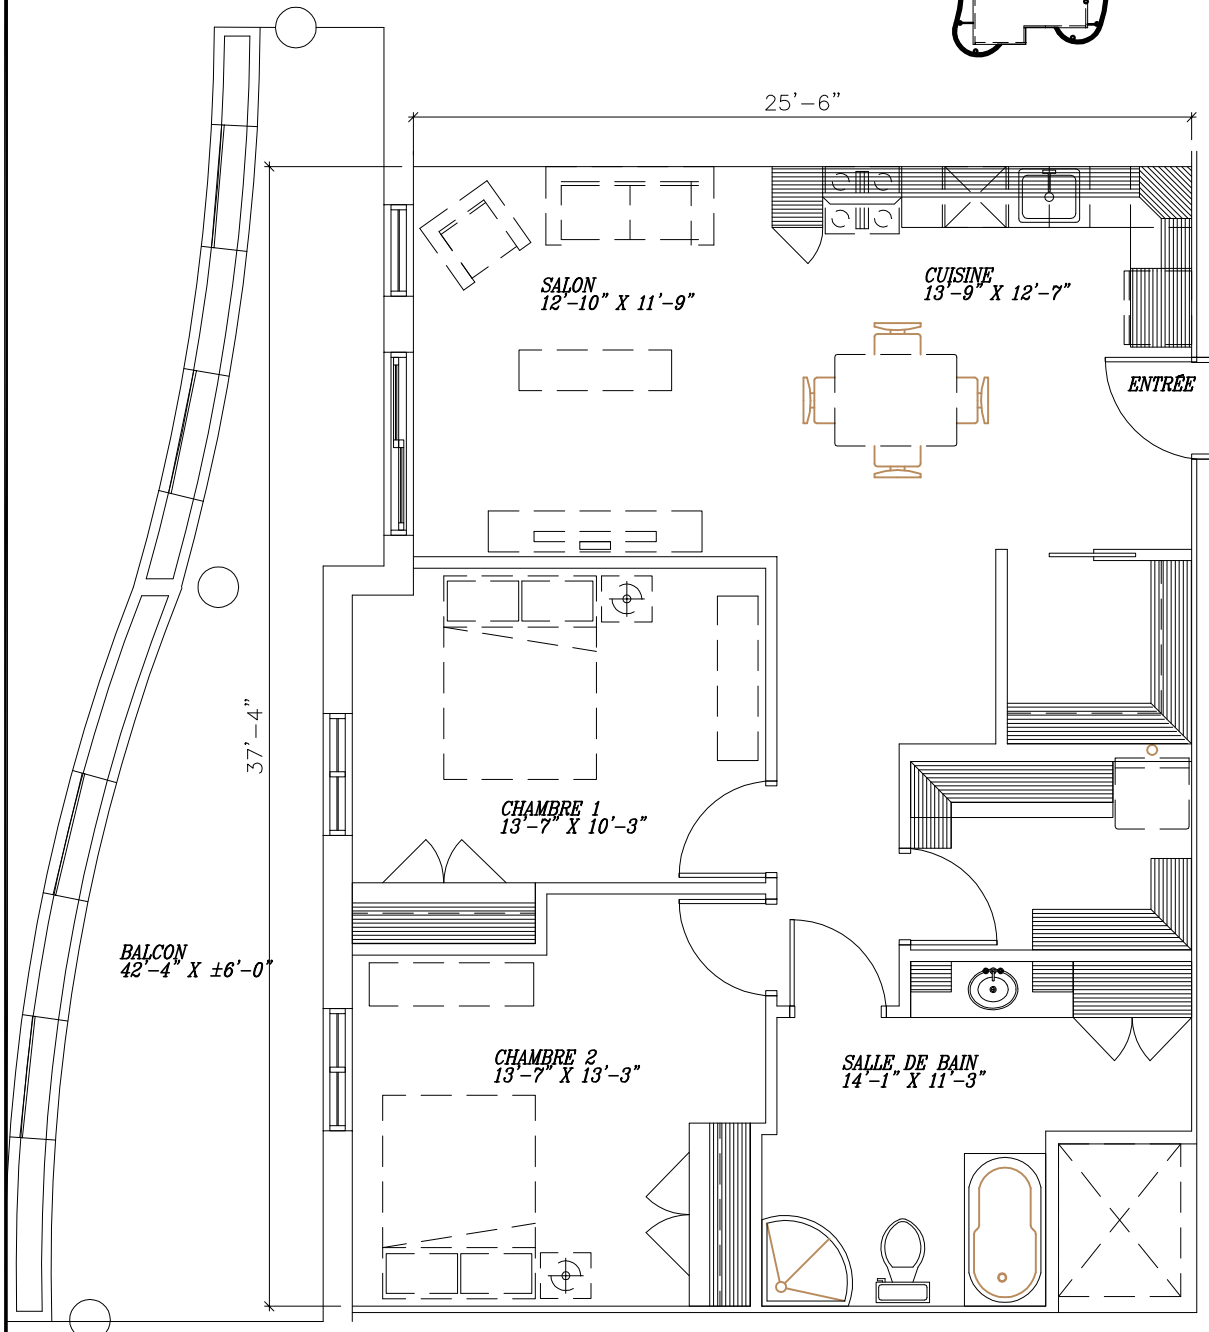 25'-6"
SALON
12'-10" X 11'-9"
CUISINE
13'-9" X 12'-7"
ENTRÉE
37'-4"
CHAMBRE 1
13'-7" X 10'-3"
BALCON
42'-4" X ±6'-0"
CHAMBRE 2
13'-7" X 13'-3"
SALLE DE BAIN
14'-1" X 11'-3"